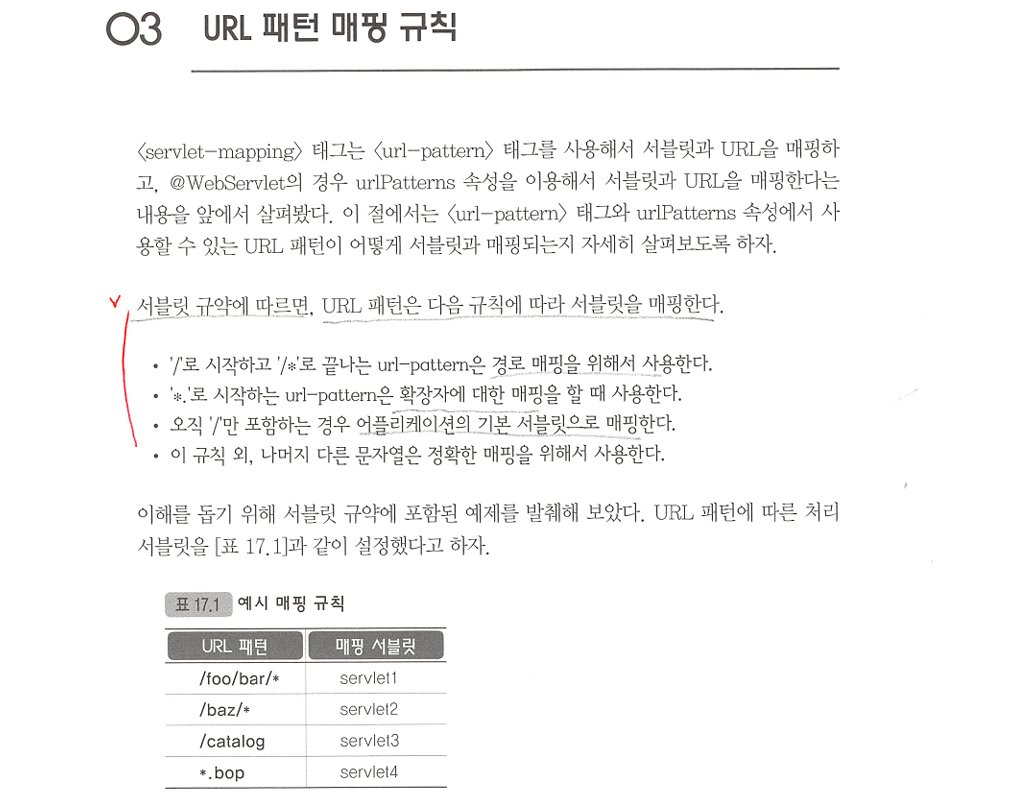 03 URL 패턴 매핑 규칙
〈servlet-mapping〉 태그는 〈url-pattern〉 태그를 사용해서 서블릿과 URL을 매핑하
고, @WebServlet의 경우 urlPatterns 속성을 이용해서 서블릿과 URL을 매핑한다는
내용을 앞에서 살펴봤다. 이 절에서는 〈url-pattern〉 태그와 urlPatterns 속성에서 사
용할 수 있는 URL 패턴이 어떻게 서블릿과 매핑되는지 자세히 살펴보도록 하자.
서블릿 규약에 따르면, URL 패턴은 다음 규칙에 따라 서블릿을 매핑한다.
• '/'로 시작하고 '/*'로 끝나는 url-pattern은 경로 매핑을 위해서 사용한다.
• '*.'로 시작하는 url-pattern은 확장자에 대한 매핑을 할 때 사용한다.
• 오직 '/'만 포함하는 경우 어플리케이션의 기본 서블릿으로 매핑한다.
• 이 규칙 외, 나머지 다른 문자열은 정확한 매핑을 위해서 사용한다.
이해를 돕기 위해 서블릿 규약에 포함된 예제를 발췌해 보았다. URL 패턴에 따른 처리
서블릿을 [표 17.1]과 같이 설정했다고 하자.
표 17.1 예시 매핑 규칙
URL 패턴 매핑 서블릿
/foo/bar/* servlet1
/baz/* servlet2
/catalog servlet3
*.bop servlet4